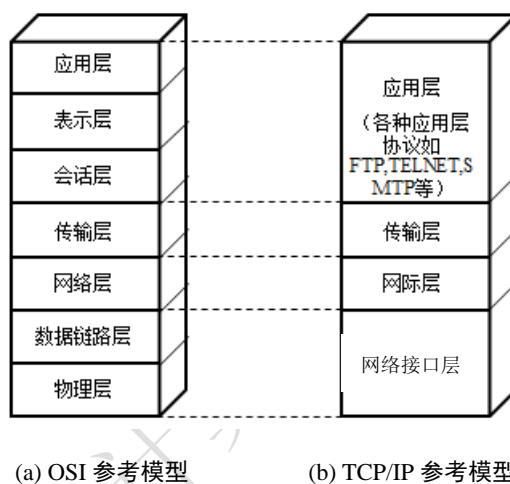 应用层
表示层
会话层
传输层
网络层
数据链路层
物理层
应用层
（各种应用层
协议如
FTP,TELNET,S
MTP等）
传输层
网际层
网络接口层
(a) OSI 参考模型
(b) TCP/IP 参考模型